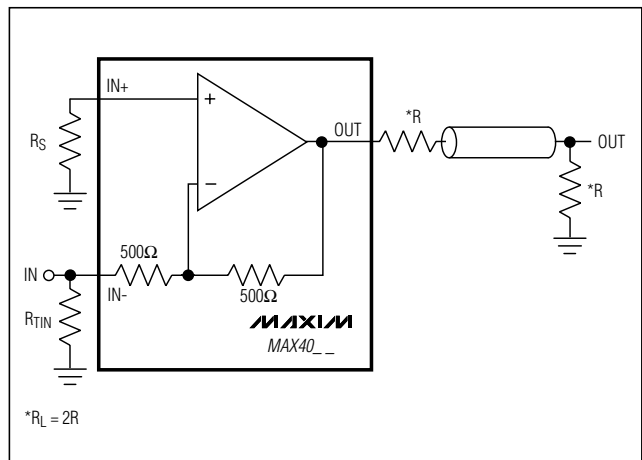 IN+
+
RS
OUT
*R
OUT
*R
−
500Ω
IN
IN-
500Ω
RTIN
MAXIM
MAX40_ _
*RL = 2R